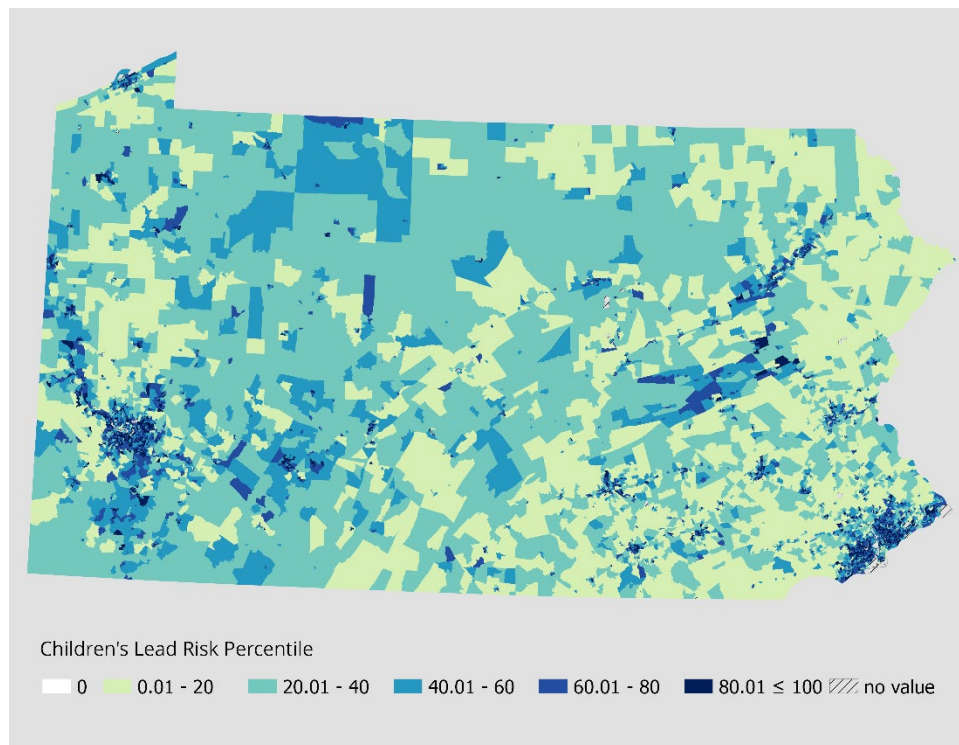 Children's Lead Risk Percentile
0 0.01 - 20 20.01 - 40 40.01 - 60 60.01 - 80 80.01 ≤ 100 no value